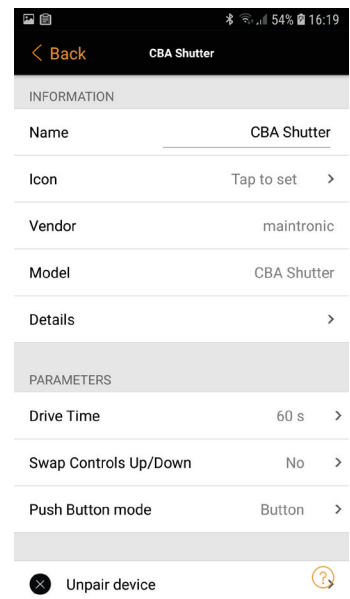 54% 16:19
< Back CBA Shutter
INFORMATION
Name CBA Shutter
Icon Tap to set >
Vendor maintronic
Model CBA Shutter
Details >
PARAMETERS
Drive Time 60 s >
Swap Controls Up/Down No >
Push Button mode Button >
Unpair device ?